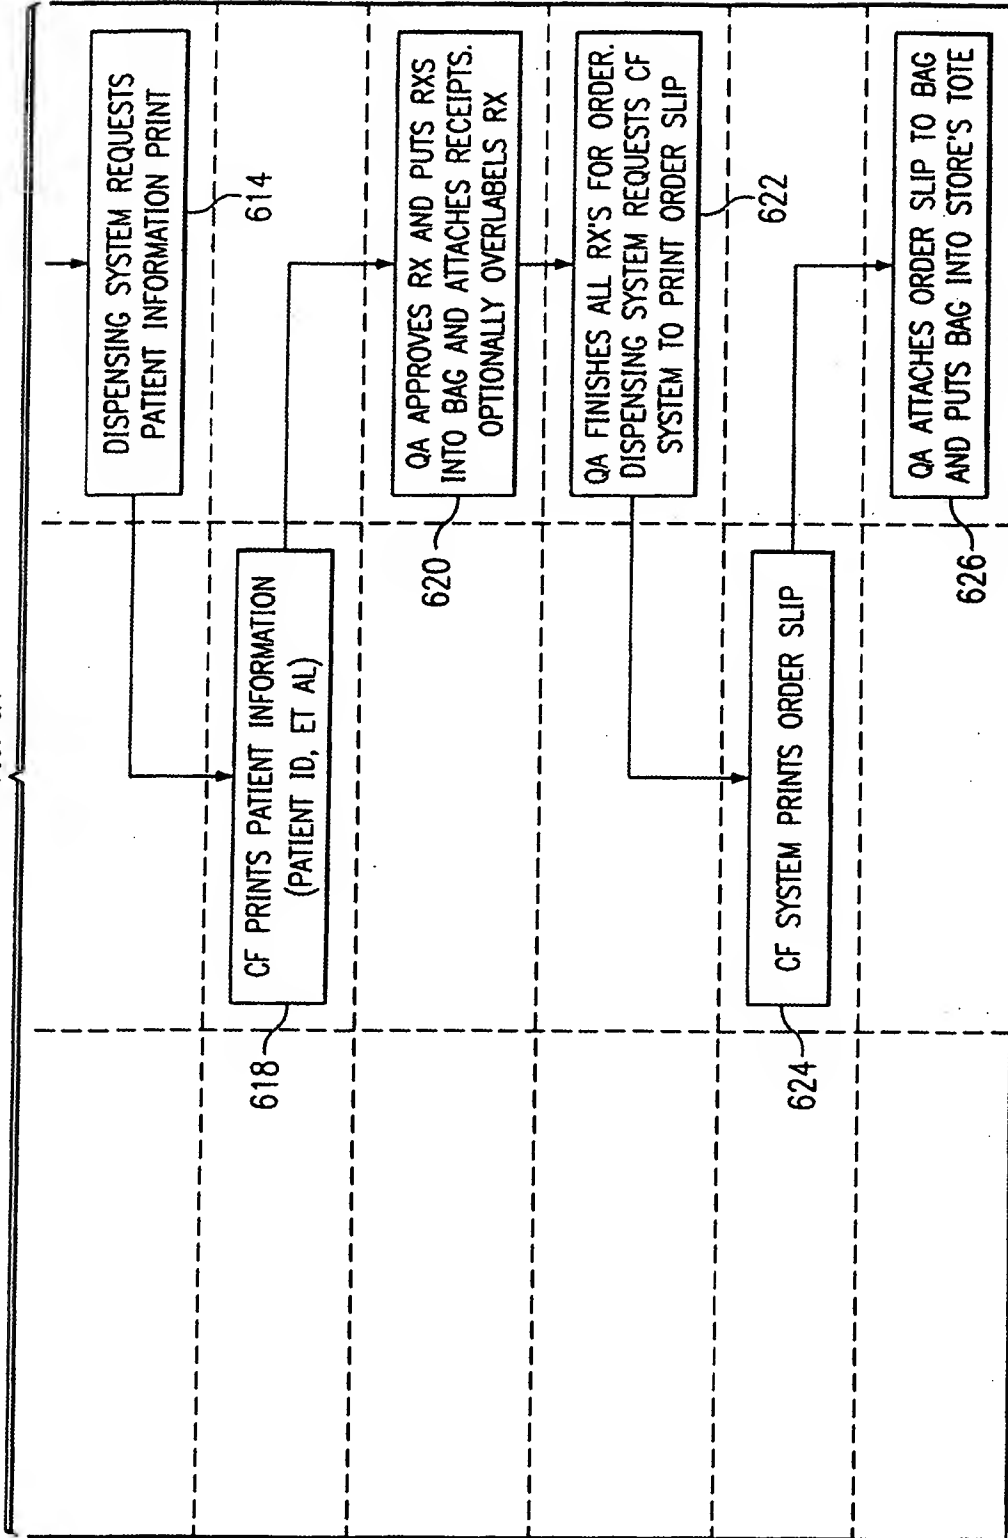 DISPENSING SYSTEM REQUESTS
PATIENT INFORMATION PRINT
614
CF PRINTS PATIENT INFORMATION
(PATIENT ID, ET AL)
618
QA APPROVES RX AND PUTS RXS
INTO BAG AND ATTACHES RECEIPTS.
OPTIONALLY OVERLABELS RX
620
QA FINISHES ALL RX'S FOR ORDER.
DISPENSING SYSTEM REQUESTS CF
SYSTEM TO PRINT ORDER SLIP
622
CF SYSTEM PRINTS ORDER SLIP
624
QA ATTACHES ORDER SLIP TO BAG
AND PUTS BAG INTO STORE'S TOTE
626